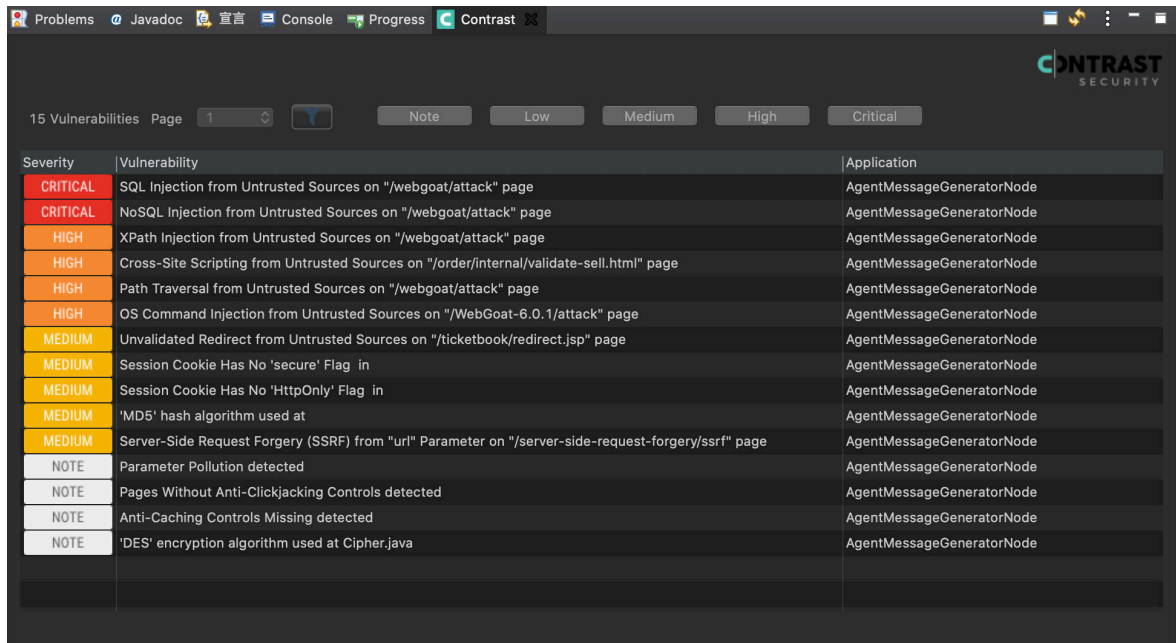 Problems @ Javadoc 宣言 Console Progress Contrast
CONTRAST
SECURITY
15 Vulnerabilities Page 1 Note Low Medium High Critical
Severity Vulnerability Application
CRITICAL SQL Injection from Untrusted Sources on "/webgoat/attack" page AgentMessageGeneratorNode
CRITICAL NoSQL Injection from Untrusted Sources on "/webgoat/attack" page AgentMessageGeneratorNode
HIGH XPath Injection from Untrusted Sources on "/webgoat/attack" page AgentMessageGeneratorNode
HIGH Cross-Site Scripting from Untrusted Sources on "/order/internal/validate-sell.html" page AgentMessageGeneratorNode
HIGH Path Traversal from Untrusted Sources on "/webgoat/attack" page AgentMessageGeneratorNode
HIGH OS Command Injection from Untrusted Sources on "/WebGoat-6.0.1/attack" page AgentMessageGeneratorNode
MEDIUM Unvalidated Redirect from Untrusted Sources on "/ticketbook/redirect.jsp" page AgentMessageGeneratorNode
MEDIUM Session Cookie Has No 'secure' Flag in AgentMessageGeneratorNode
MEDIUM Session Cookie Has No 'HttpOnly' Flag in AgentMessageGeneratorNode
MEDIUM 'MD5' hash algorithm used at AgentMessageGeneratorNode
MEDIUM Server-Side Request Forgery (SSRF) from "url" Parameter on "/server-side-request-forgery/ssrf" page AgentMessageGeneratorNode
NOTE Parameter Pollution detected AgentMessageGeneratorNode
NOTE Pages Without Anti-Clickjacking Controls detected AgentMessageGeneratorNode
NOTE Anti-Caching Controls Missing detected AgentMessageGeneratorNode
NOTE 'DES' encryption algorithm used at Cipher.java AgentMessageGeneratorNode